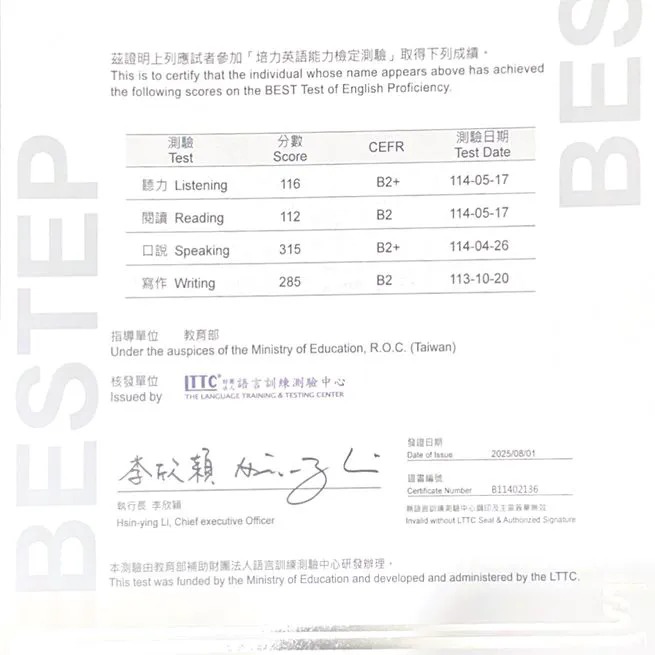 茲證明上列應試者參加「培力英語能力檢定測驗」取得下列成績。
This is to certify that the individual whose name appears above has achieved
the following scores on the BEST Test of English Proficiency.
測驗 分數 CEFR 測驗日期
Test Score Test Date
聽力 Listening 116 B2+ 114-05-17
閱讀 Reading 112 B2 114-05-17
口說 Speaking 315 B2+ 114-04-26
寫作 Writing 285 B2 113-10-20
指導單位 教育部
Under the auspices of the Ministry of Education, R.O.C. (Taiwan)
核發單位 LTTC® 財團法人 語言訓練測驗中心
Issued by THE LANGUAGE TRAINING & TESTING CENTER
李欣穎
執行長 李欣穎
Hsin-ying Li, Chief executive Officer
發證日期
Date of Issue 2025/08/01
證書編號
Certificate Number B11402136
無語言訓練測驗中心鋼印及主管簽章無效
Invalid without LTTC Seal & Authorized Signature
本測驗由教育部補助財團法人語言訓練測驗中心研發辦理。
This test was funded by the Ministry of Education and developed and administered by the LTTC.
BESTEP
BES